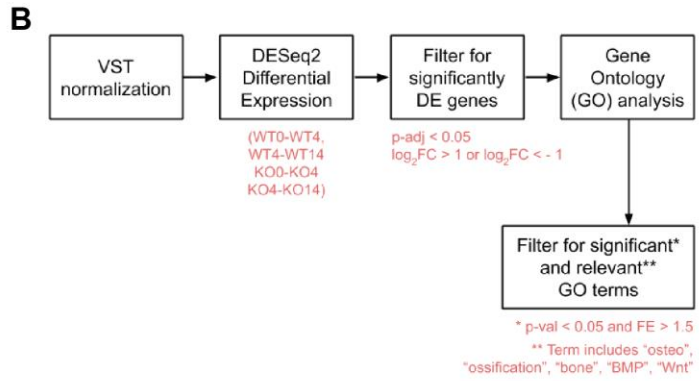 B
VST
normalization
DESeq2
Differential
Expression
(WT0-WT4,
WT4-WT14
KO0-KO4
KO4-KO14)
Filter for
significantly
DE genes
p-adj < 0.05
log₂FC > 1 or log₂FC < - 1
Gene
Ontology
(GO) analysis
Filter for significant*
and relevant**
GO terms
* p-val < 0.05 and FE > 1.5
** Term includes “osteo”,
“ossification”, “bone”, “BMP”, “Wnt”